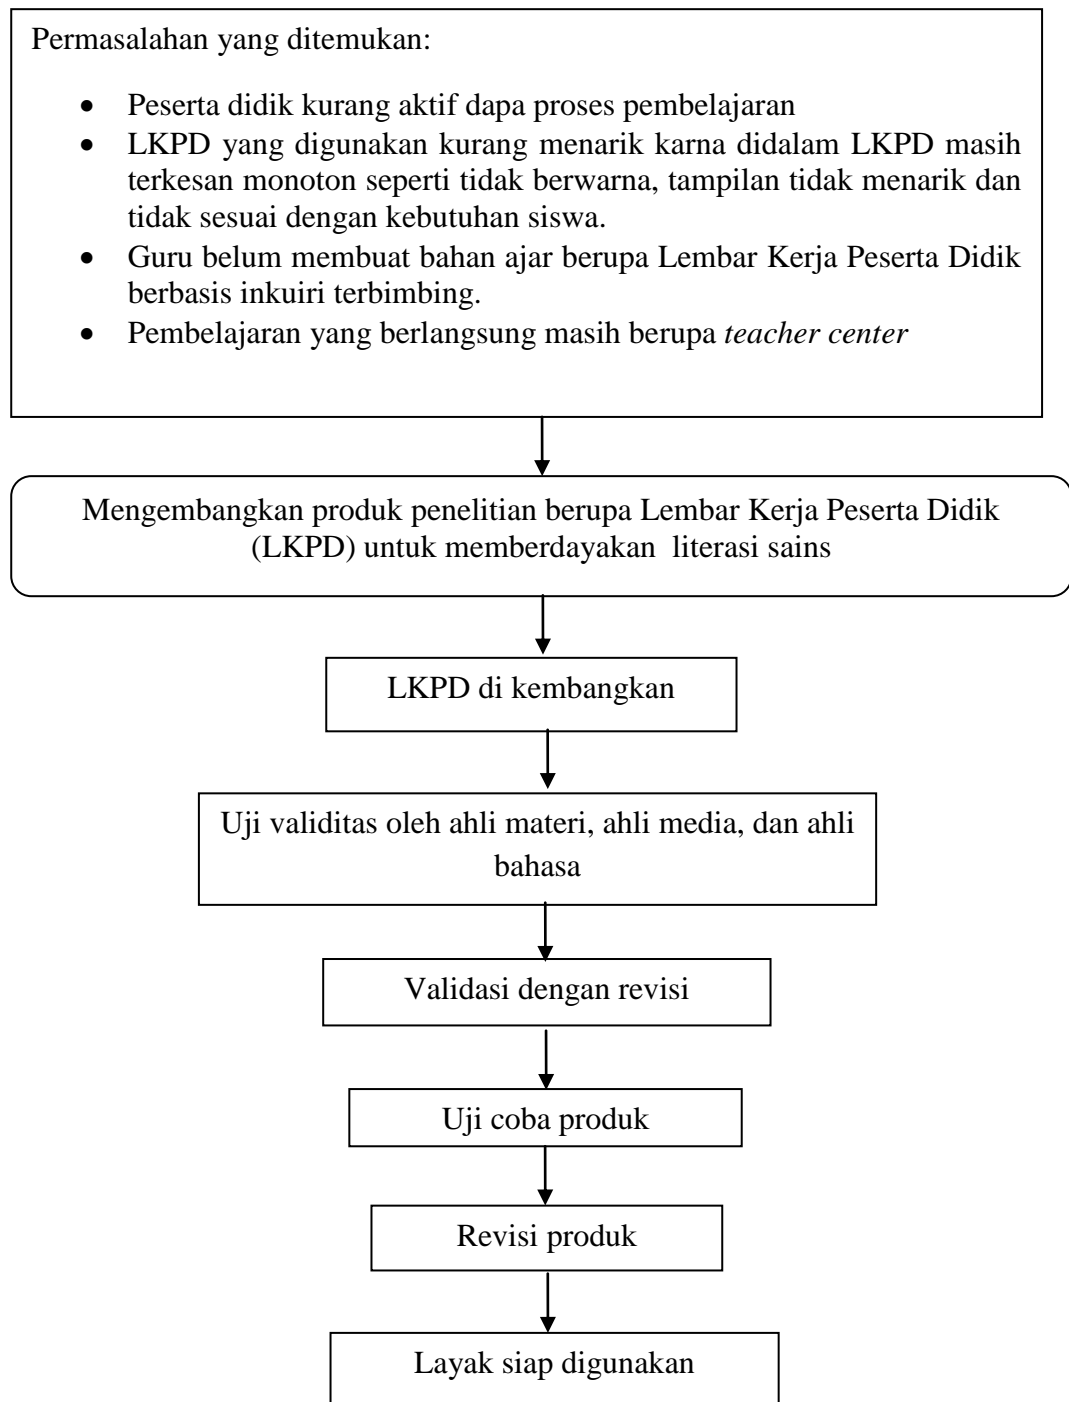 Permasalahan yang ditemukan:
• Peserta didik kurang aktif dapa proses pembelajaran
• LKPD yang digunakan kurang menarik karna didalam LKPD masih
terkesan monoton seperti tidak berwarna, tampilan tidak menarik dan
tidak sesuai dengan kebutuhan siswa.
• Guru belum membuat bahan ajar berupa Lembar Kerja Peserta Didik
berbasis inkuiri terbimbing.
• Pembelajaran yang berlangsung masih berupa teacher center
Mengembangkan produk penelitian berupa Lembar Kerja Peserta Didik
(LKPD) untuk memberdayakan literasi sains
LKPD di kembangkan
Uji validitas oleh ahli materi, ahli media, dan ahli
bahasa
Validasi dengan revisi
Uji coba produk
Revisi produk
Layak siap digunakan